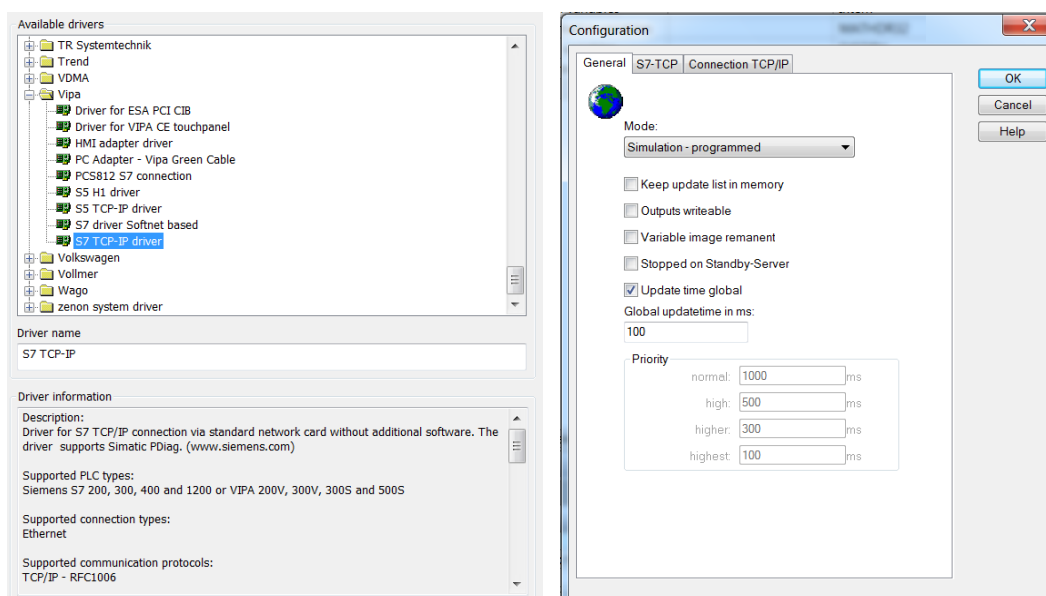 Available drivers
TR Systemtechnik
Trend
VDMA
Vipa
Driver for ESA PCI CIB
Driver for VIPA CE touchpanel
HMI adapter driver
PC Adapter - Vipa Green Cable
PCS812 S7 connection
S5 H1 driver
S5 TCP-IP driver
S7 driver Softnet based
S7 TCP-IP driver
Volkswagen
Vollmer
Wago
zenon system driver
Driver name
S7 TCP-IP
Driver information
Description:
Driver for S7 TCP/IP connection via standard network card without additional software. The
driver supports Simatic PDiag. (www.siemens.com)
Supported PLC types:
Siemens S7 200, 300, 400 and 1200 or VIPA 200V, 300V, 300S and 500S
Supported connection types:
Ethernet
Supported communication protocols:
TCP/IP - RFC1006
Configuration
General S7-TCP Connection TCP/IP
OK
Cancel
Help
Mode:
Simulation - programmed
Keep update list in memory
Outputs writeable
Variable image remanent
Stopped on Standby-Server
Update time global
Global updatetime in ms:
100
Priority
normal: 1000 ms
high: 500 ms
higher: 300 ms
highest: 100 ms